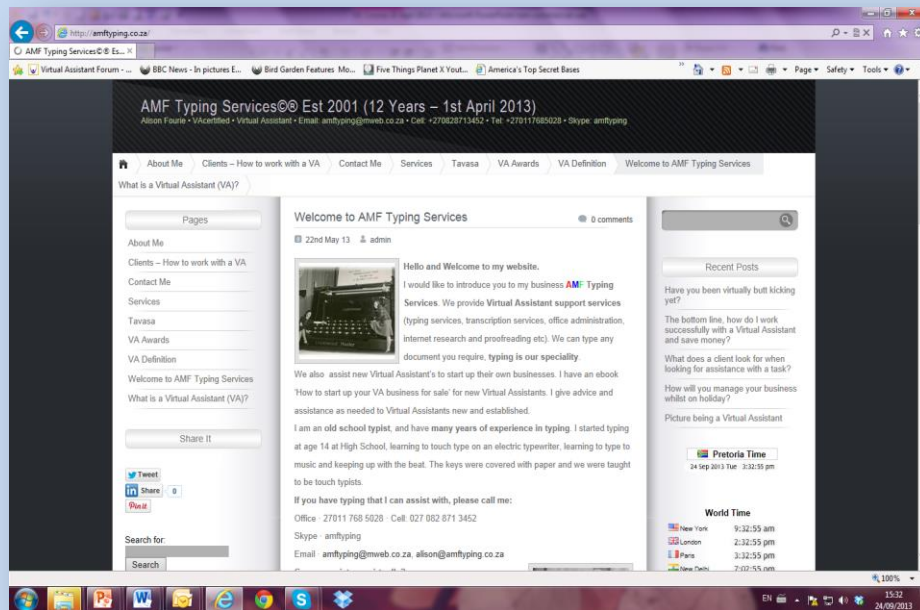 http://amftyping.co.za/
AMF Typing Services©® Es...
Virtual Assistant Forum - ...
BBC News - In pictures E...
Bird Garden Features Mo...
Five Things Planet X Yout...
America's Top Secret Bases
Page
Safety
Tools
AMF Typing Services©® Est 2001 (12 Years – 1st April 2013)
Alison Fourie • VAcertified • Virtual Assistant • Email: amftyping@mweb.co.za • Cell: +270828713452 • Tel: +270117685028 • Skype: amftyping
About Me
Clients – How to work with a VA
Contact Me
Services
Tavasa
VA Awards
VA Definition
Welcome to AMF Typing Services
What is a Virtual Assistant (VA)?
Pages
About Me
Clients – How to work with a VA
Contact Me
Services
Tavasa
VA Awards
VA Definition
Welcome to AMF Typing Services
What is a Virtual Assistant (VA)?
Share It
Tweet
Share 0
Pin it
Search for:
Search
Welcome to AMF Typing Services
0 comments
22nd May 13 admin
Hello and Welcome to my website.
I would like to introduce you to my business AMF Typing
Services. We provide Virtual Assistant support services
(typing services, transcription services, office administration,
internet research and proofreading etc). We can type any
document you require, typing is our speciality.
We also assist new Virtual Assistant's to start up their own businesses. I have an ebook
'How to start up your VA business for sale' for new Virtual Assistants. I give advice and
assistance as needed to Virtual Assistants new and established.
I am an old school typist, and have many years of experience in typing. I started typing
at age 14 at High School, learning to touch type on an electric typewriter, learning to type to
music and keeping up with the beat. The keys were covered with paper and we were taught
to be touch typists.
If you have typing that I can assist with, please call me:
Office · 27011 768 5028 · Cell: 027 082 871 3452
Skype · amftyping
Email · amftyping@mweb.co.za, alison@amftyping.co.za
Recent Posts
Have you been virtually butt kicking
yet?
The bottom line, how do I work
successfully with a Virtual Assistant
and save money?
What does a client look for when
looking for assistance with a task?
How will you manage your business
whilst on holiday?
Picture being a Virtual Assistant
Pretoria Time
24 Sep 2013 Tue 3:32:55 pm
World Time
New York 9:32:55 am
London 2:32:55 pm
Paris 3:32:55 pm
New Delhi 7:02:55 pm
100%
EN
15:32
24/09/2013